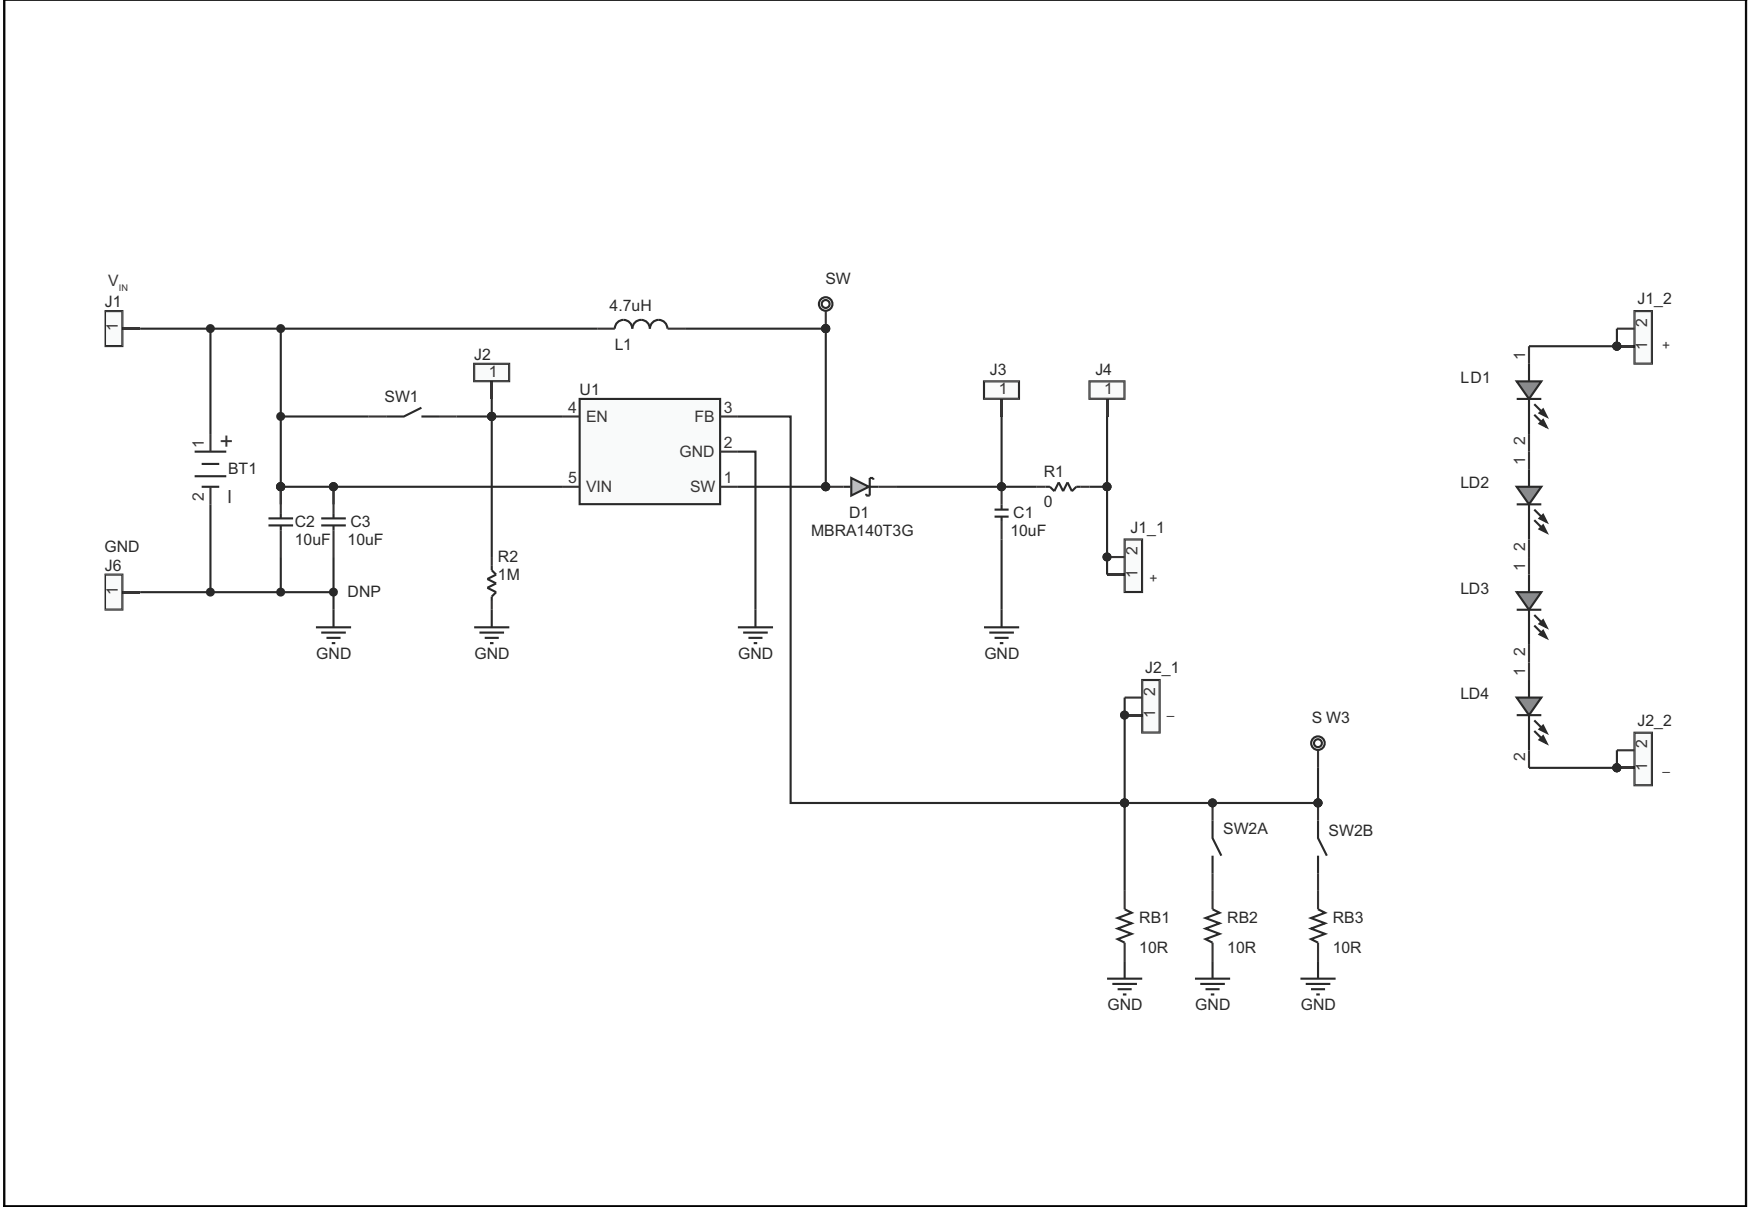 SW
V_IN
J1
1
4.7uH
L1
J1_2
2
1
+
J2
1
SW1
U1
4
EN
FB
3
GND
2
5
VIN
SW
1
J3
1
J4
1
1
+
BT1
2
|
C2
10uF
C3
10uF
D1
MBRA140T3G
R1
0
C1
10uF
J1_1
2
1
+
GND
J6
1
DNP
R2
1M
GND
GND
GND
GND
1
LD1
2
1
LD2
2
1
LD3
2
1
LD4
2
J2_2
2
1
–
J2_1
2
1
–
S W3
SW2A
SW2B
RB1
10R
RB2
10R
RB3
10R
GND
GND
GND